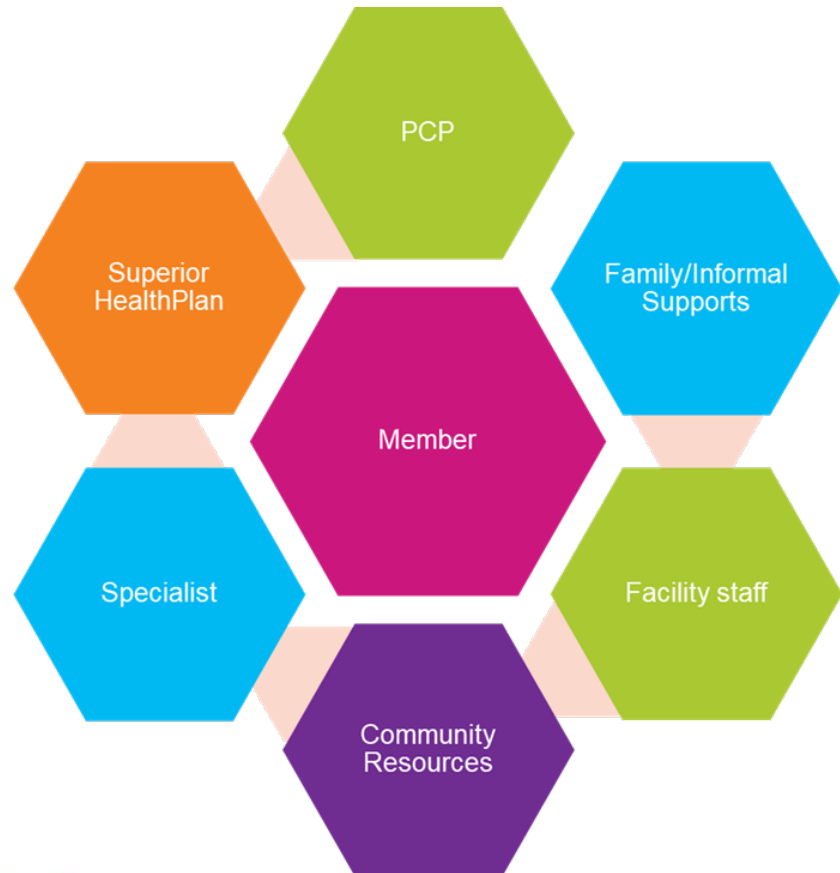 PCP
Superior
HealthPlan
Family/Informal
Supports
Member
Specialist
Facility staff
Community
Resources